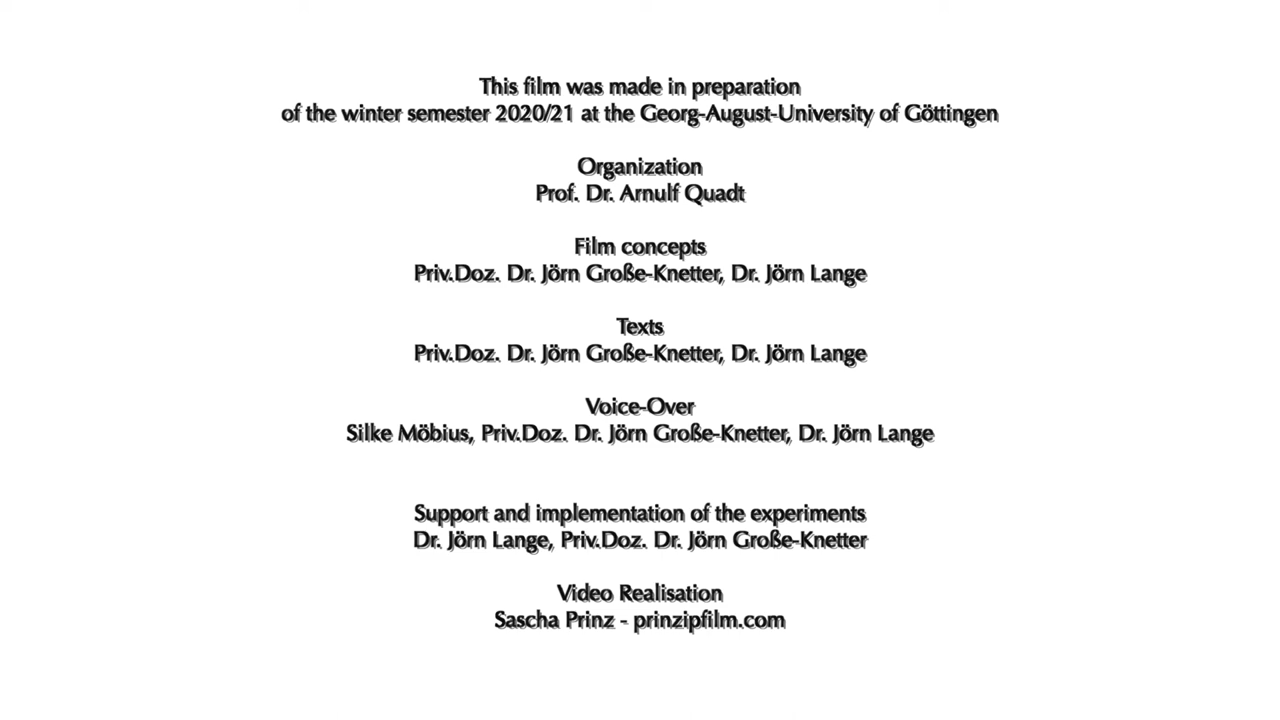 This film was made in preparation
of the winter semester 2020/21 at the Georg-August-University of Göttingen
Organization
Prof. Dr. Arnulf Quadt
Film concepts
Priv.Doz. Dr. Jörn Große-Knetter, Dr. Jörn Lange
Texts
Priv.Doz. Dr. Jörn Große-Knetter, Dr. Jörn Lange
Voice-Over
Silke Möbius, Priv.Doz. Dr. Jörn Große-Knetter, Dr. Jörn Lange
Support and implementation of the experiments
Dr. Jörn Lange, Priv.Doz. Dr. Jörn Große-Knetter
Video Realisation
Sascha Prinz - prinzipfilm.com